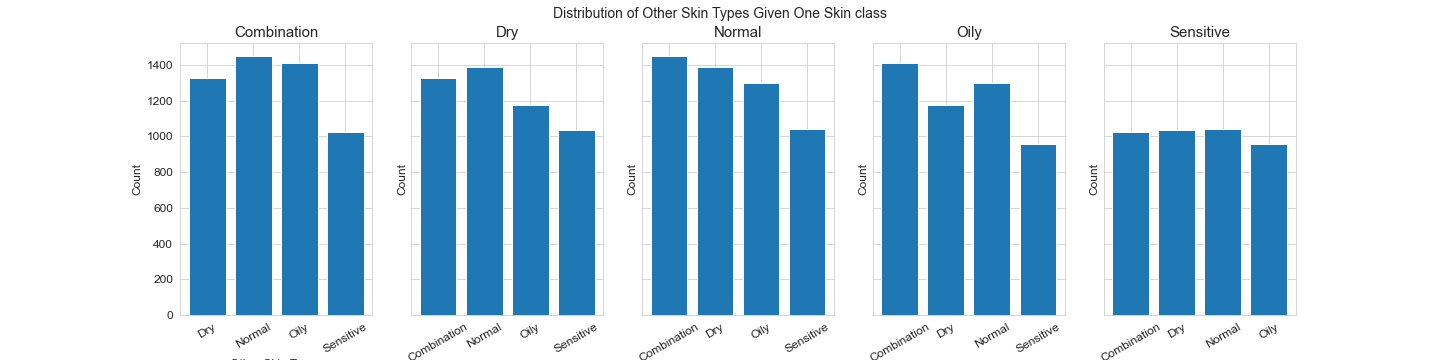 Distribution of Other Skin Types Given One Skin class
Combination
Dry
Normal
Oily
Sensitive
1400
1200
1000
800
600
400
200
0
Count
Count
Count
Count
Count
Dry Normal Oily Sensitive
Combination Normal Oily Sensitive
Combination Dry Oily Sensitive
Combination Dry Normal Sensitive
Combination Dry Normal Oily